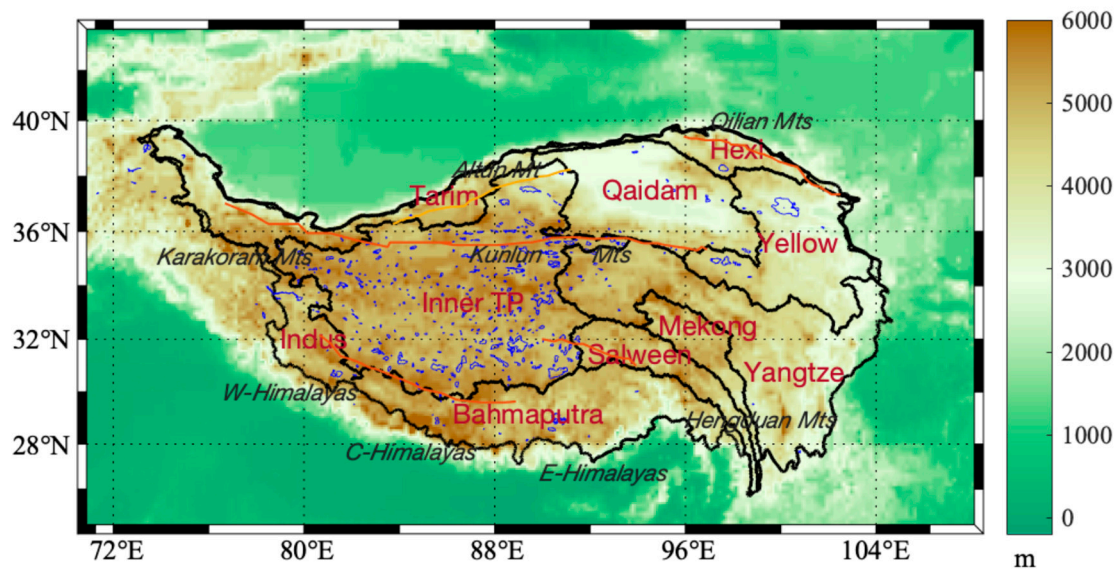 6000
5000
4000
3000
2000
1000
0
m
40°N
36°N
32°N
28°N
72°E
80°E
88°E
96°E
104°E
Qilian Mts
Hexi
Altun Mt
Tarim
Qaidam
Yellow
Karakoram Mts
Kunlun Mts
Inner TP
Mekong
Indus
Salween
Yangtze
W-Himalayas
Bahmaputra
Hengduan Mts
C-Himalayas
E-Himalayas